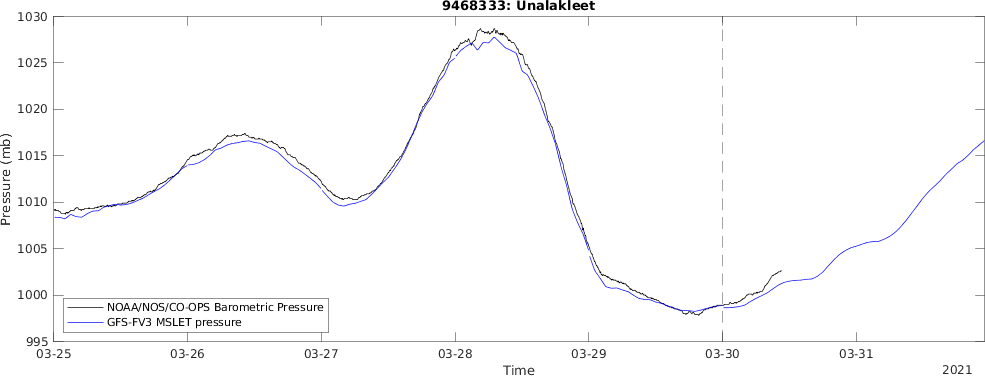 9468333: Unalakleet
Pressure (mb)
1030
1025
1020
1015
1010
1005
1000
995
NOAA/NOS/CO-OPS Barometric Pressure
GFS-FV3 MSLET pressure
03-25 03-26 03-27 03-28 03-29 03-30 03-31
Time
2021